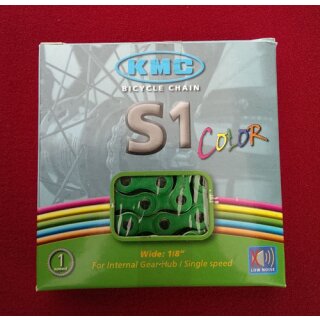 KMC
BICYCLE CHAIN
S1
COLOR
Wide: 1/8"
For Internal Gear-Hub / Single speed
1
LOW NOISE